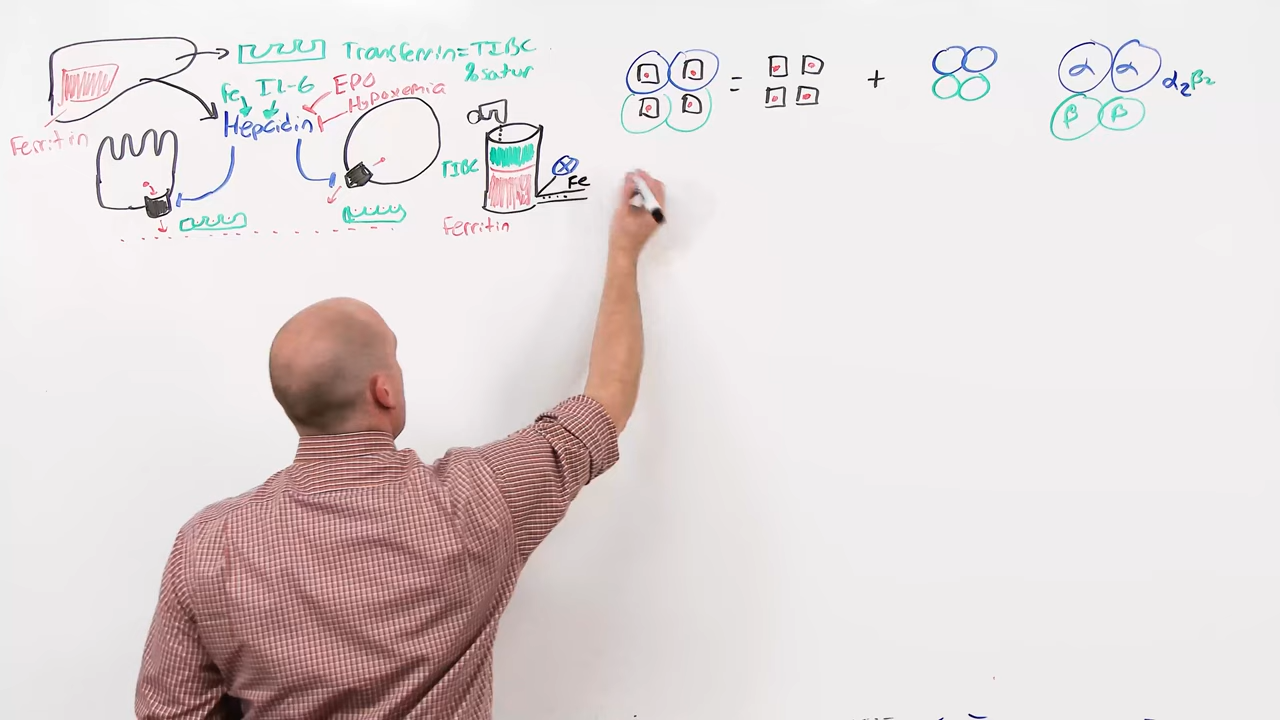 Transferrin = TIBC
% satur
Fe IL-6 EPO
Hypoxemia
Hepcidin
Ferritin
TIBC
Fe
Ferritin
= +
α α α₂β₂
β β